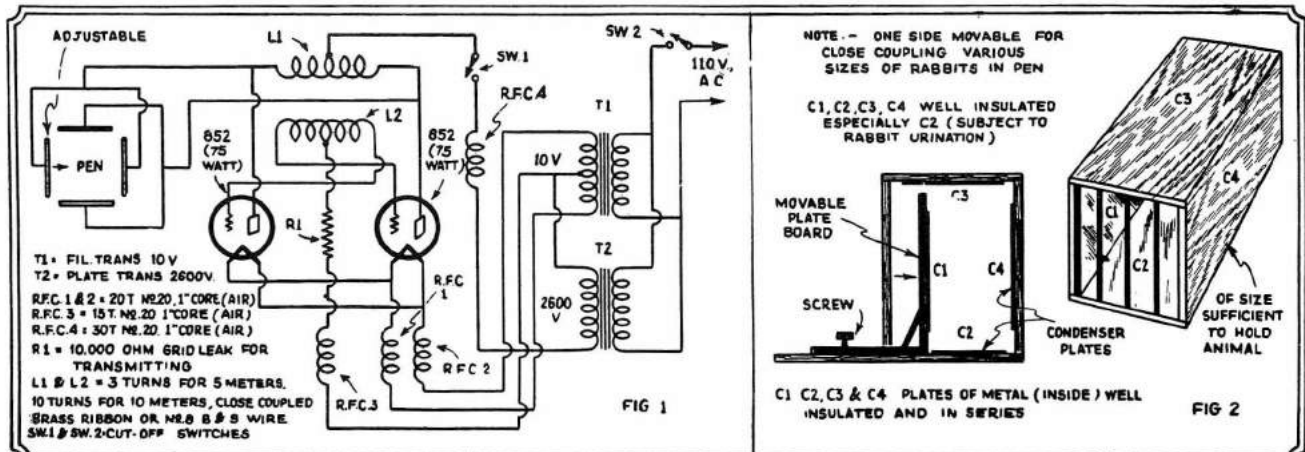 ADJUSTABLE
PEN
L1
L2
852
(75
WATT)
852
(75
WATT)
R1
SW.1
R.F.C.4
R.F.C
1
R.F.C 2
R.F.C.3
T1
10 V
T2
2600
V
SW 2
110 V,
A C
T1= FIL. TRANS 10 V
T2= PLATE TRANS 2600V.
R.F.C. 1 & 2 = 20T No.20, 1" CORE (AIR)
R.F.C. 3 = 15T. No.20 1" CORE (AIR)
R.F.C. 4 = 30T No.20. 1" CORE (AIR)
R1 = 10,000 OHM GRID LEAK FOR
TRANSMITTING
L1 & L2 = 3 TURNS FOR 5 METERS,
10 TURNS FOR 10 METERS, CLOSE COUPLED
BRASS RIBBON OR No.8 B & S WIRE
SW.1 & SW.2-CUT-OFF SWITCHES
FIG 1
NOTE.- ONE SIDE MOVABLE FOR
CLOSE COUPLING VARIOUS
SIZES OF RABBITS IN PEN
C1, C2, C3, C4 WELL INSULATED
ESPECIALLY C2 (SUBJECT TO
RABBIT URINATION)
MOVABLE
PLATE
BOARD
SCREW
C3
C1
C4
C2
CONDENSER
PLATES
C3
C4
C1
C2
OF SIZE
SUFFICIENT
TO HOLD
ANIMAL
C1 C2, C3 & C4 PLATES OF METAL (INSIDE) WELL
INSULATED AND IN SERIES
FIG 2